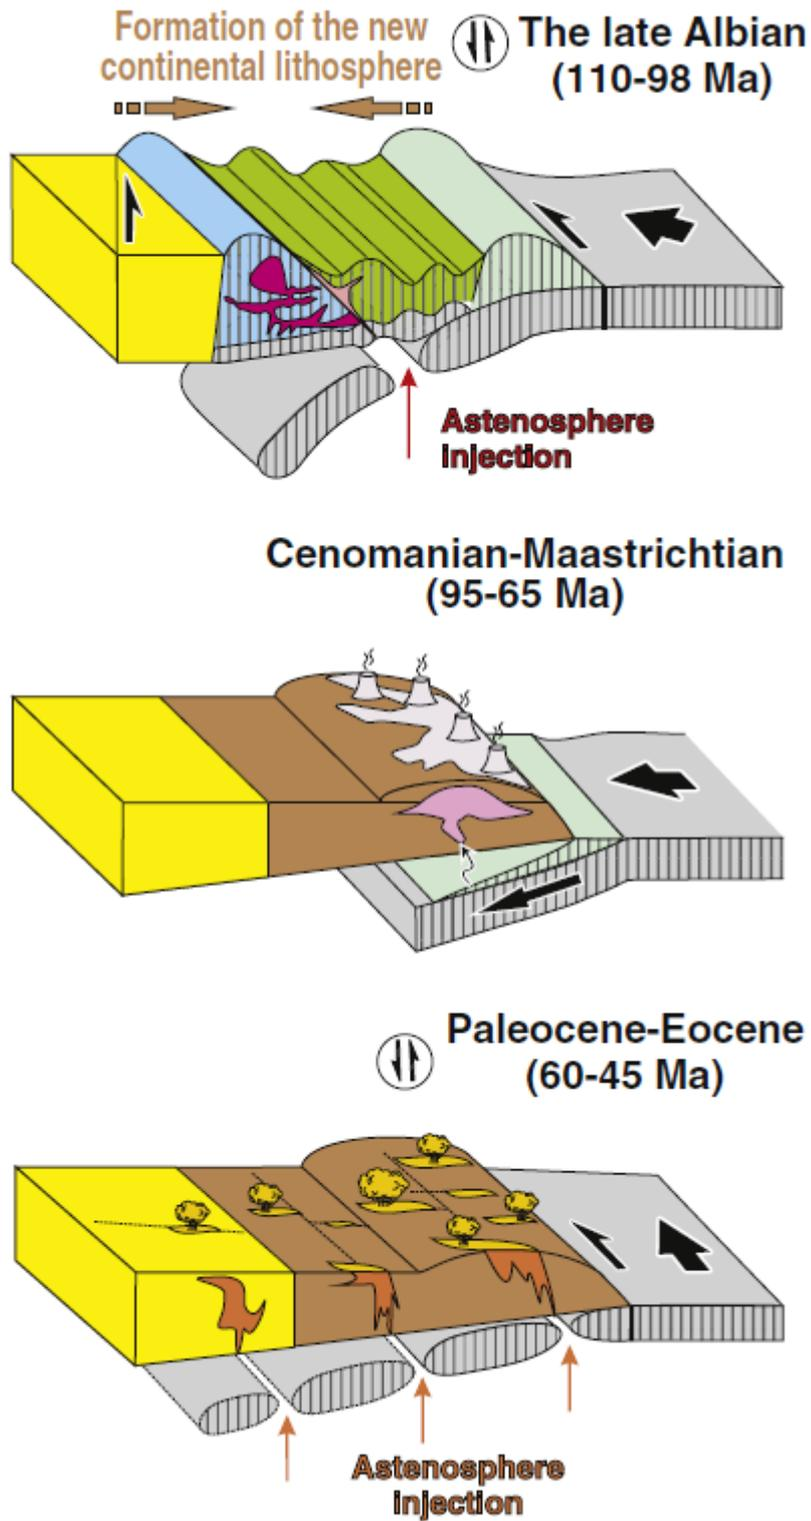 Formation of the new
continental lithosphere
The late Albian
(110-98 Ma)
Astenosphere
injection
Cenomanian-Maastrichtian
(95-65 Ma)
Paleocene-Eocene
(60-45 Ma)
Astenosphere
injection